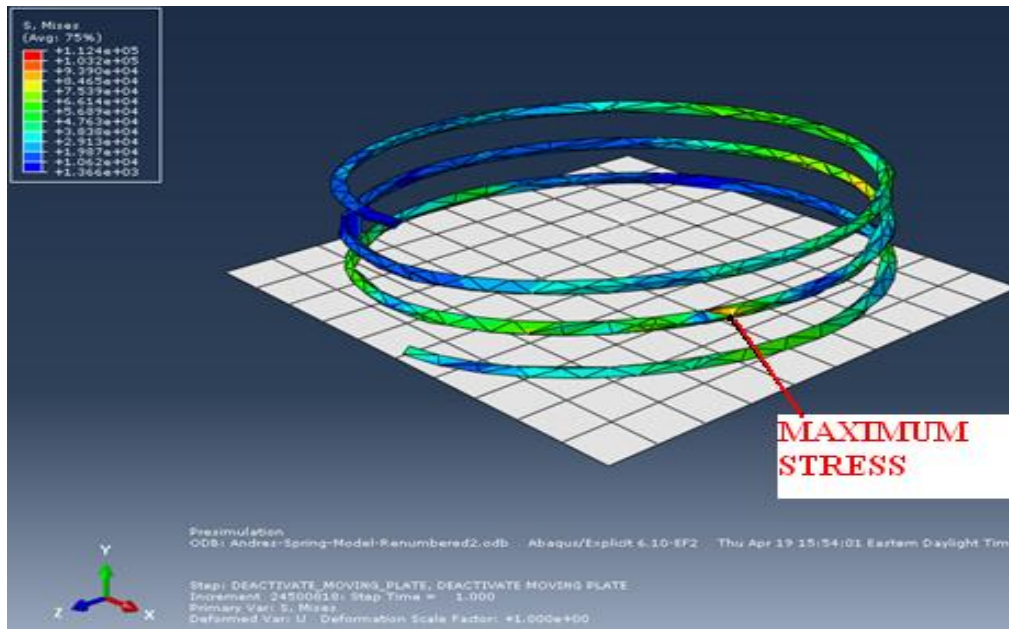 S, Mises
(Avg: 75%)
+1.124e+05
+1.032e+05
+9.390e+04
+8.465e+04
+7.539e+04
+6.614e+04
+5.689e+04
+4.763e+04
+3.838e+04
+2.913e+04
+1.987e+04
+1.062e+04
+1.366e+03
MAXIMUM
STRESS
Presimulation
ODB: Andres-Spring-Model-Renumbered2.odb Abaqus/Explicit 6.10-EF2 Thu Apr 19 15:54:01 Eastern Daylight Tim
Step: DEACTIVATE_MOVING_PLATE, DEACTIVATE MOVING PLATE
Increment 24500818: Step Time = 1.000
Primary Var: S, Mises
Deformed Var: U Deformation Scale Factor: +1.000e+00
Y
Z
X